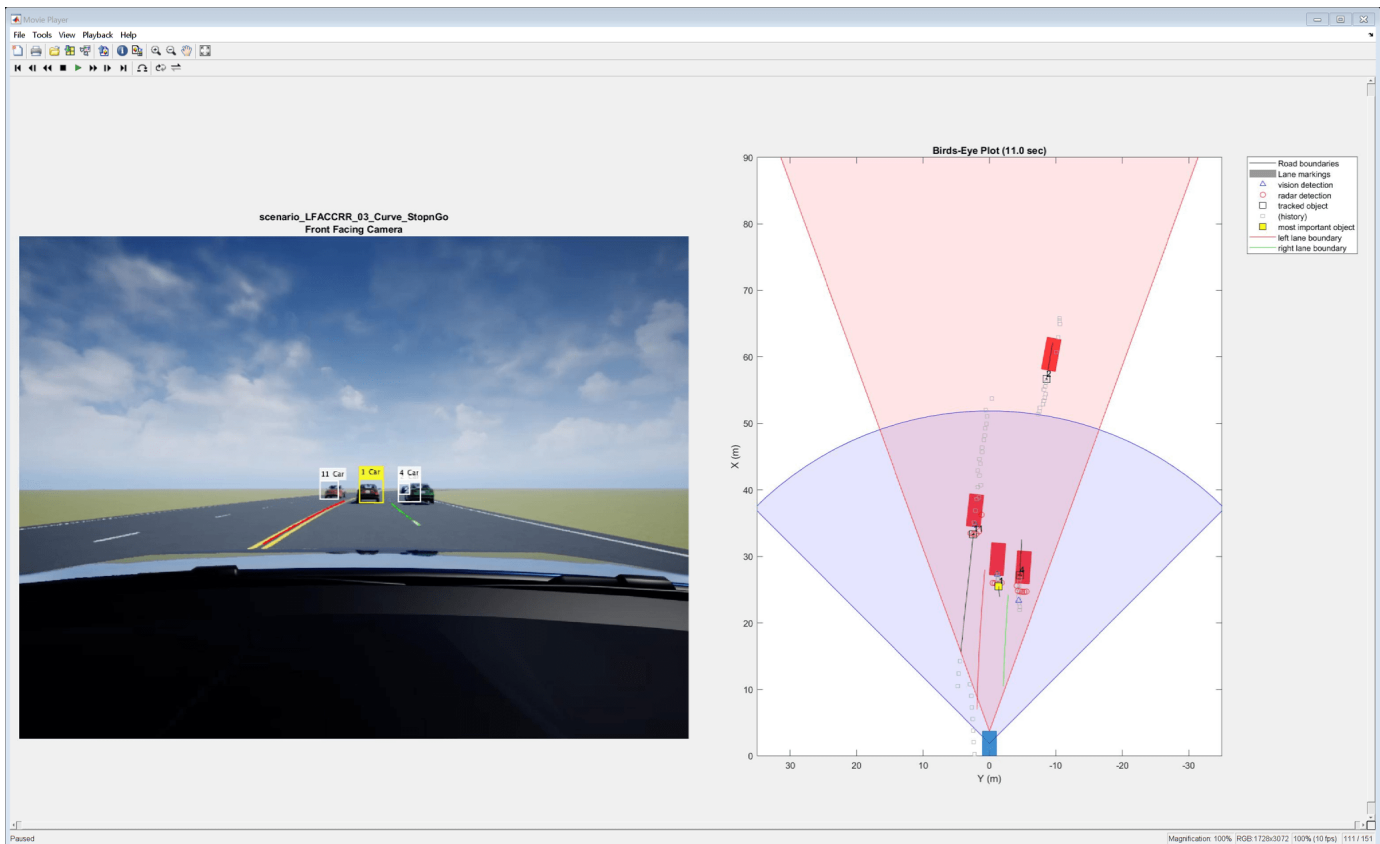 Movie Player
File Tools View Playback Help
scenario_LFACCRR_03_Curve_StopnGo
Front Facing Camera
11 Car
1 Car
4 Car
Birds-Eye Plot (11.0 sec)
90
80
70
60
50
40
30
20
10
0
X (m)
30 20 10 0 -10 -20 -30
Y (m)
Road boundaries
Lane markings
vision detection
radar detection
tracked object
(history)
most important object
left lane boundary
right lane boundary
Paused
Magnification: 100% RGB:1728x3072 100% (10 fps) 111 / 151